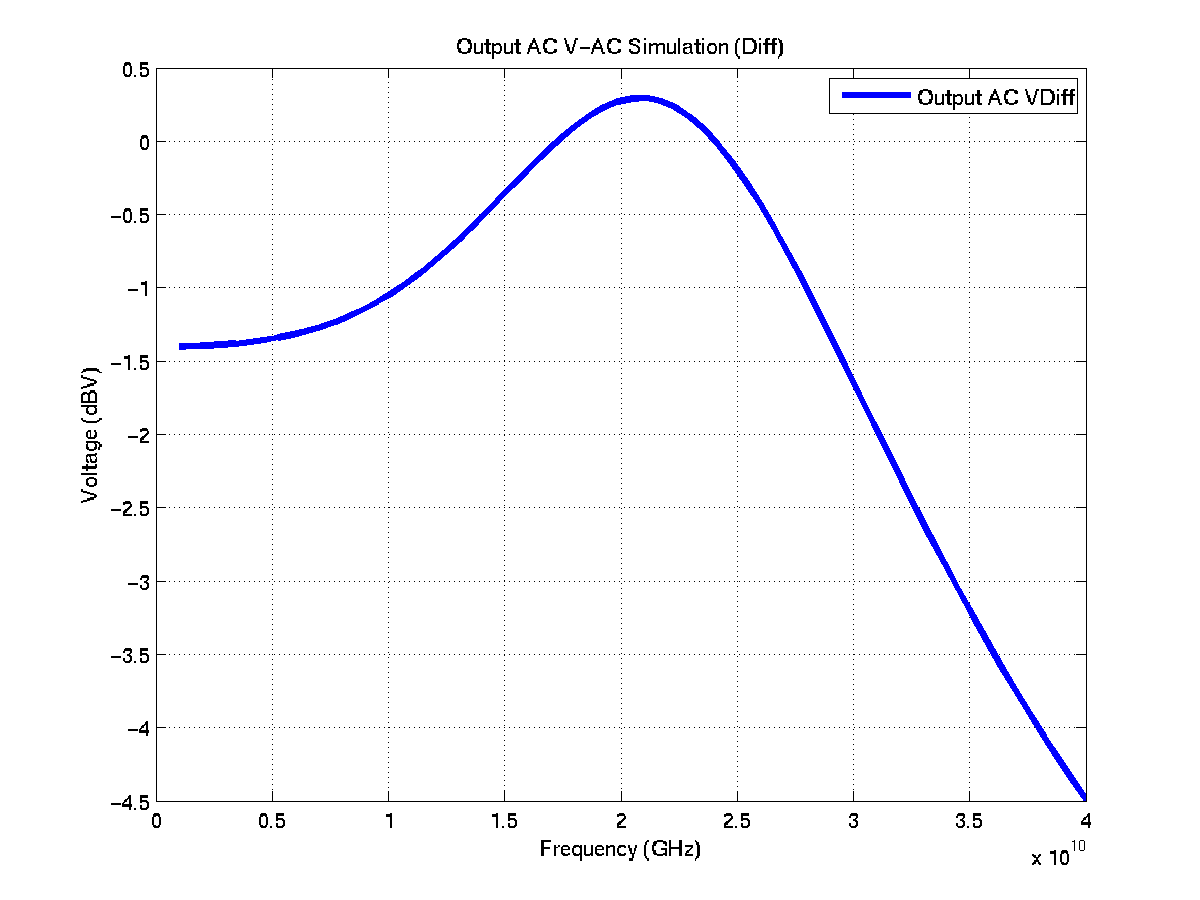 Output AC V−AC Simulation (Diff)
Output AC VDiff
0.5
0
−0.5
−1
−1.5
−2
−2.5
−3
−3.5
−4
−4.5
Voltage (dBV)
0 0.5 1 1.5 2 2.5 3 3.5 4
Frequency (GHz)
x 10^10